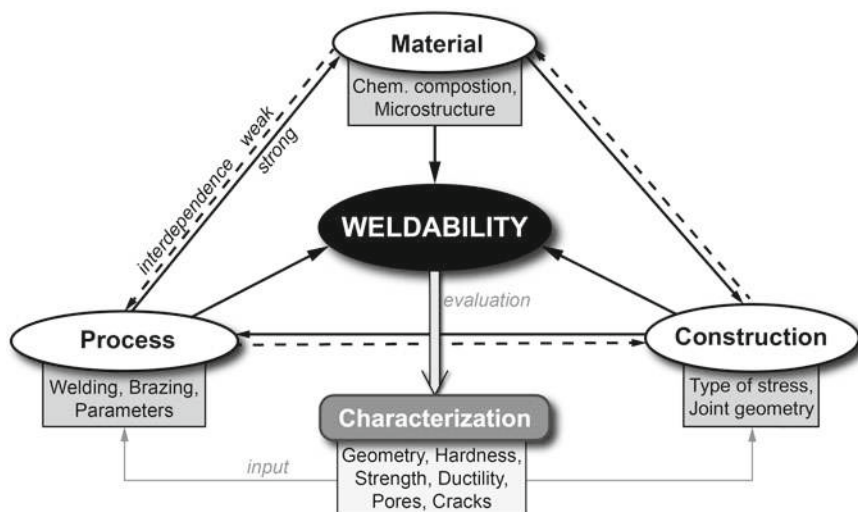 Material
Chem. compostion,
Microstructure
interdependence weak
strong
WELDABILITY
evaluation
Process
Welding, Brazing,
Parameters
Construction
Type of stress,
Joint geometry
Characterization
input
Geometry, Hardness,
Strength, Ductility,
Pores, Cracks